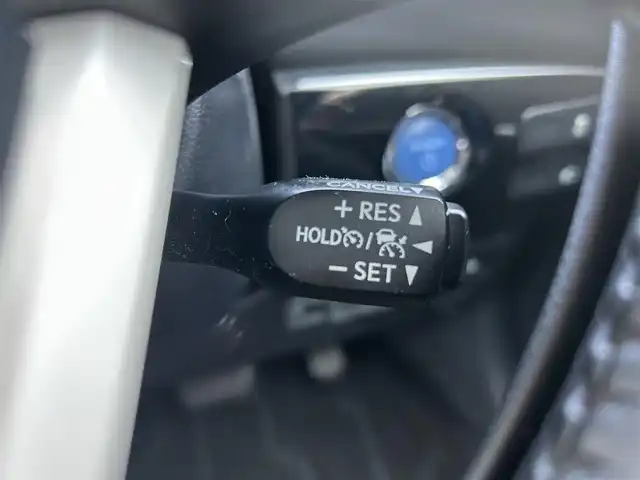 CANCEL▼
+ RES ▲
HOLD / ◄
− SET ▼